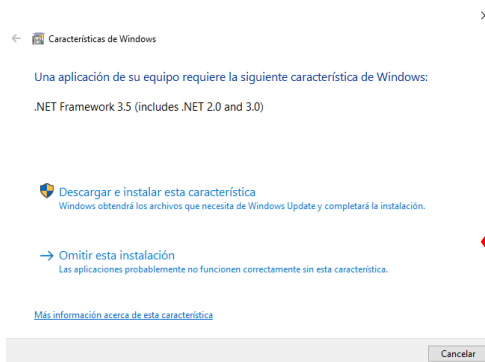 Características de Windows
Una aplicación de su equipo requiere la siguiente característica de Windows:
.NET Framework 3.5 (includes .NET 2.0 and 3.0)
Descargar e instalar esta característica
Windows obtendrá los archivos que necesita de Windows Update y completará la instalación.
Omitir esta instalación
Las aplicaciones probablemente no funcionen correctamente sin esta característica.
Más información acerca de esta característica
Cancelar